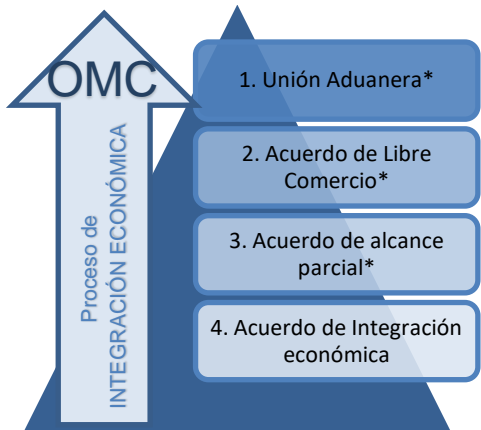 OMC
Proceso de
INTEGRACIÓN ECONÓMICA
1. Unión Aduanera*
2. Acuerdo de Libre
Comercio*
3. Acuerdo de alcance
parcial*
4. Acuerdo de Integración
económica